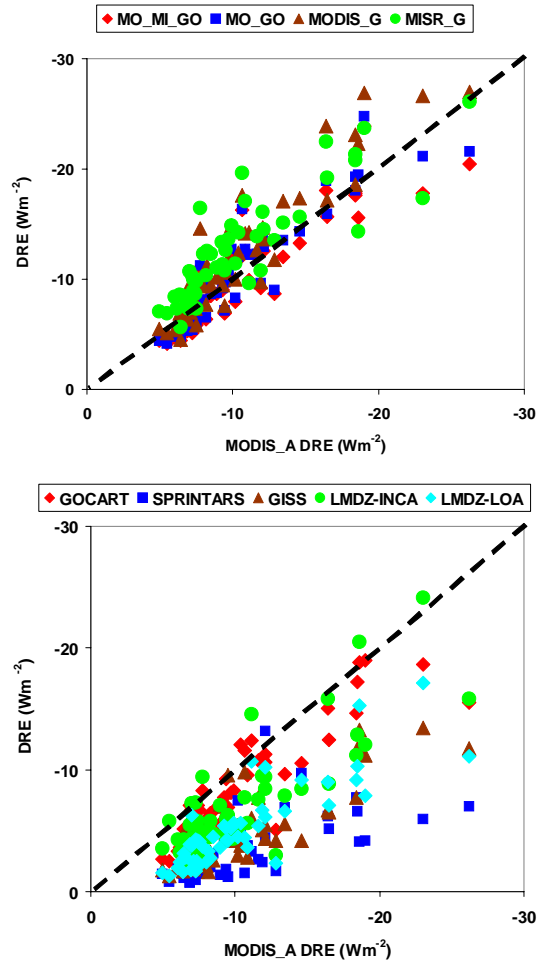 MO_MI_GO MO_GO MODIS_G MISR_G
-30
-20
-10
0
DRE (Wm-2)
0 -10 -20 -30
MODIS_A DRE (Wm-2)
GOCART SPRINTARS GISS LMDZ-INCA LMDZ-LOA
-30
-20
-10
0
DRE (Wm-2)
0 -10 -20 -30
MODIS_A DRE (Wm-2)